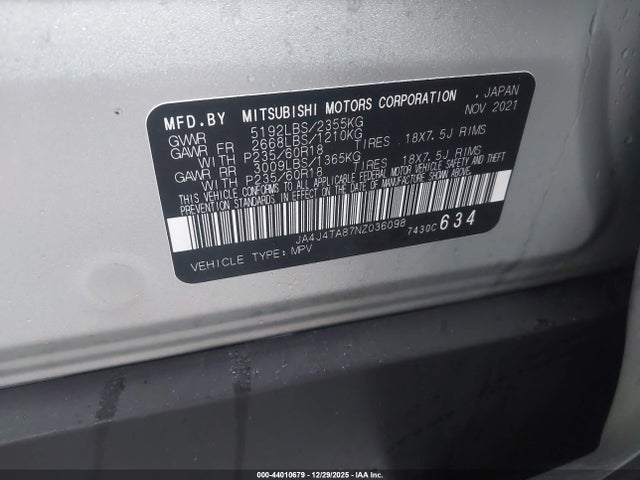 MFD.BY MITSUBISHI MOTORS CORPORATION , JAPAN
NOV 2021
GVWR 5192LBS/2355KG
GAWR FR 2668LBS/1210KG
WITH P235/60R18 TIRES 18X7.5J RIMS
GAWR RR 3009LBS/1365KG
WITH P235/60R18 TIRES 18X7.5J RIMS
THIS VEHICLE CONFORMS TO ALL APPLICABLE FEDERAL MOTOR VEHICLE SAFETY AND THEFT
PREVENTION STANDARDS IN EFFECT ON THE DATE OF MANUFACTURE SHOWN ABOVE.
JA4J4TA87NZ036098 7430C 634
VEHICLE TYPE: MPV
000-44010679 - 12/29/2025 - IAA Inc.